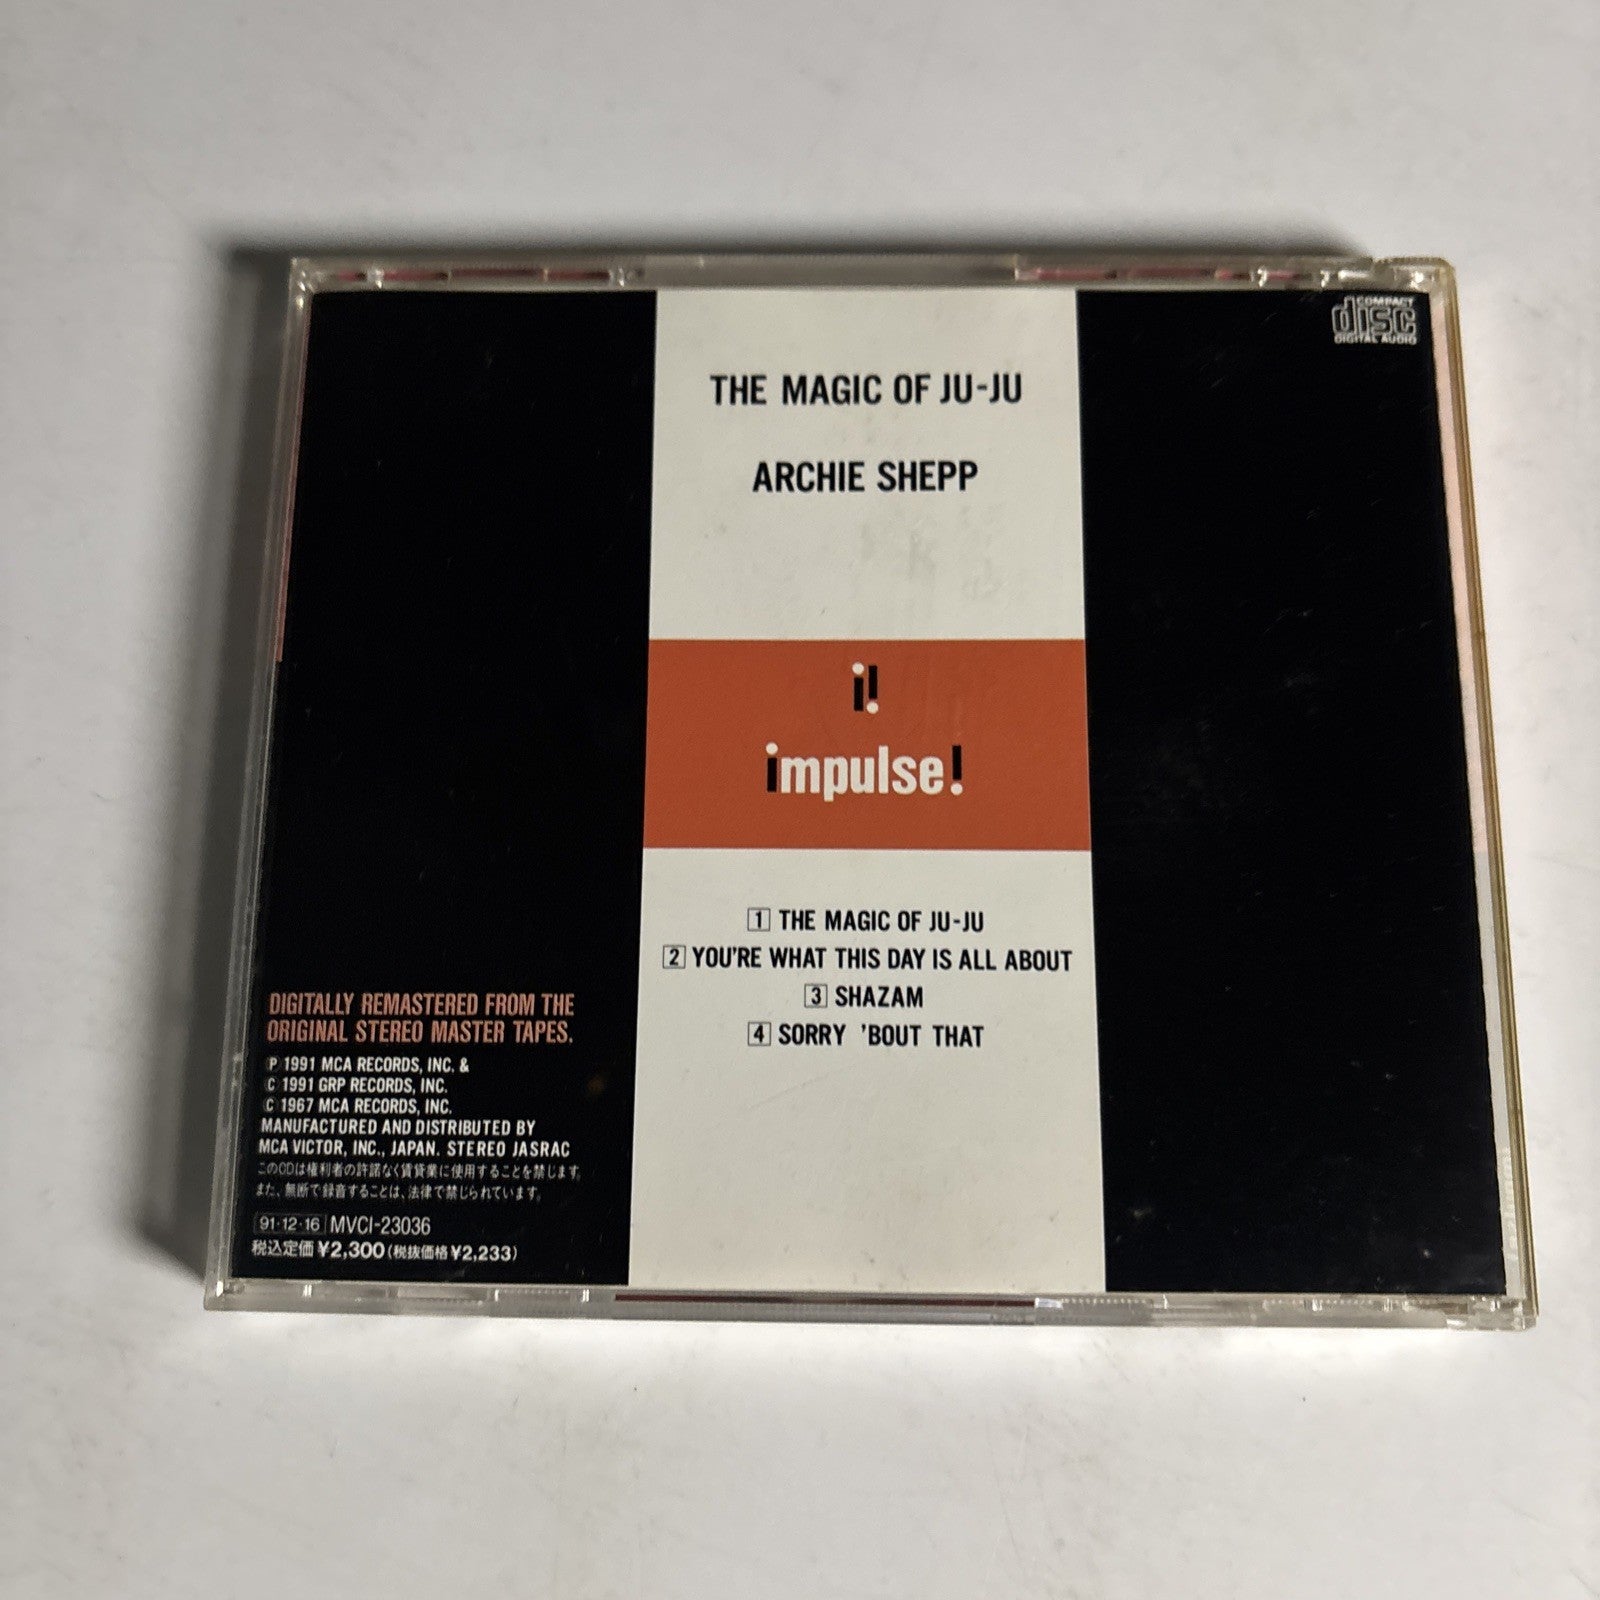 COMPACT
disc
DIGITAL AUDIO
THE MAGIC OF JU-JU
ARCHIE SHEPP
i!
impulse!
1 THE MAGIC OF JU-JU
2 YOU'RE WHAT THIS DAY IS ALL ABOUT
3 SHAZAM
4 SORRY 'BOUT THAT
DIGITALLY REMASTERED FROM THE
ORIGINAL STEREO MASTER TAPES.
Ⓟ 1991 MCA RECORDS, INC. &
Ⓒ 1991 GRP RECORDS, INC.
Ⓒ 1967 MCA RECORDS, INC.
MANUFACTURED AND DISTRIBUTED BY
MCA VICTOR, INC., JAPAN. STEREO JASRAC
このCDは権利者の許諾なく賃貸業に使用することを禁じます。
また、無断で録音することは、法律で禁じられています。
91·12·16 MVCI-23036
税込定価¥2,300(税抜価格¥2,233)